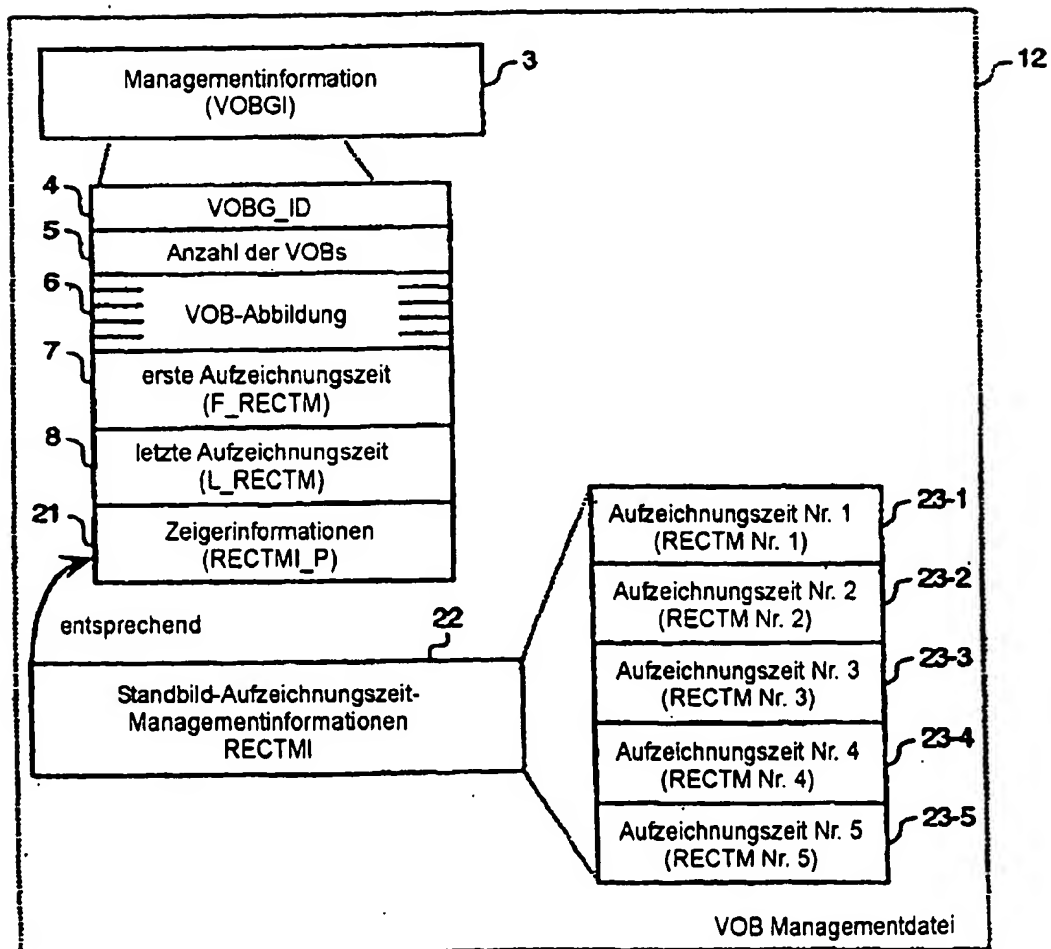 Managementinformation
(VOBGI)
3
12
4
VOBG_ID
5
Anzahl der VOBs
6
VOB-Abbildung
7
erste Aufzeichnungszeit
(F_RECTM)
8
letzte Aufzeichnungszeit
(L_RECTM)
21
Zeigerinformationen
(RECTMI_P)
entsprechend
22
Standbild-Aufzeichnungszeit-
Managementinformationen
RECTMI
Aufzeichnungszeit Nr. 1
(RECTM Nr. 1)
23-1
Aufzeichnungszeit Nr. 2
(RECTM Nr. 2)
23-2
Aufzeichnungszeit Nr. 3
(RECTM Nr. 3)
23-3
Aufzeichnungszeit Nr. 4
(RECTM Nr. 4)
23-4
Aufzeichnungszeit Nr. 5
(RECTM Nr. 5)
23-5
VOB Managementdatei